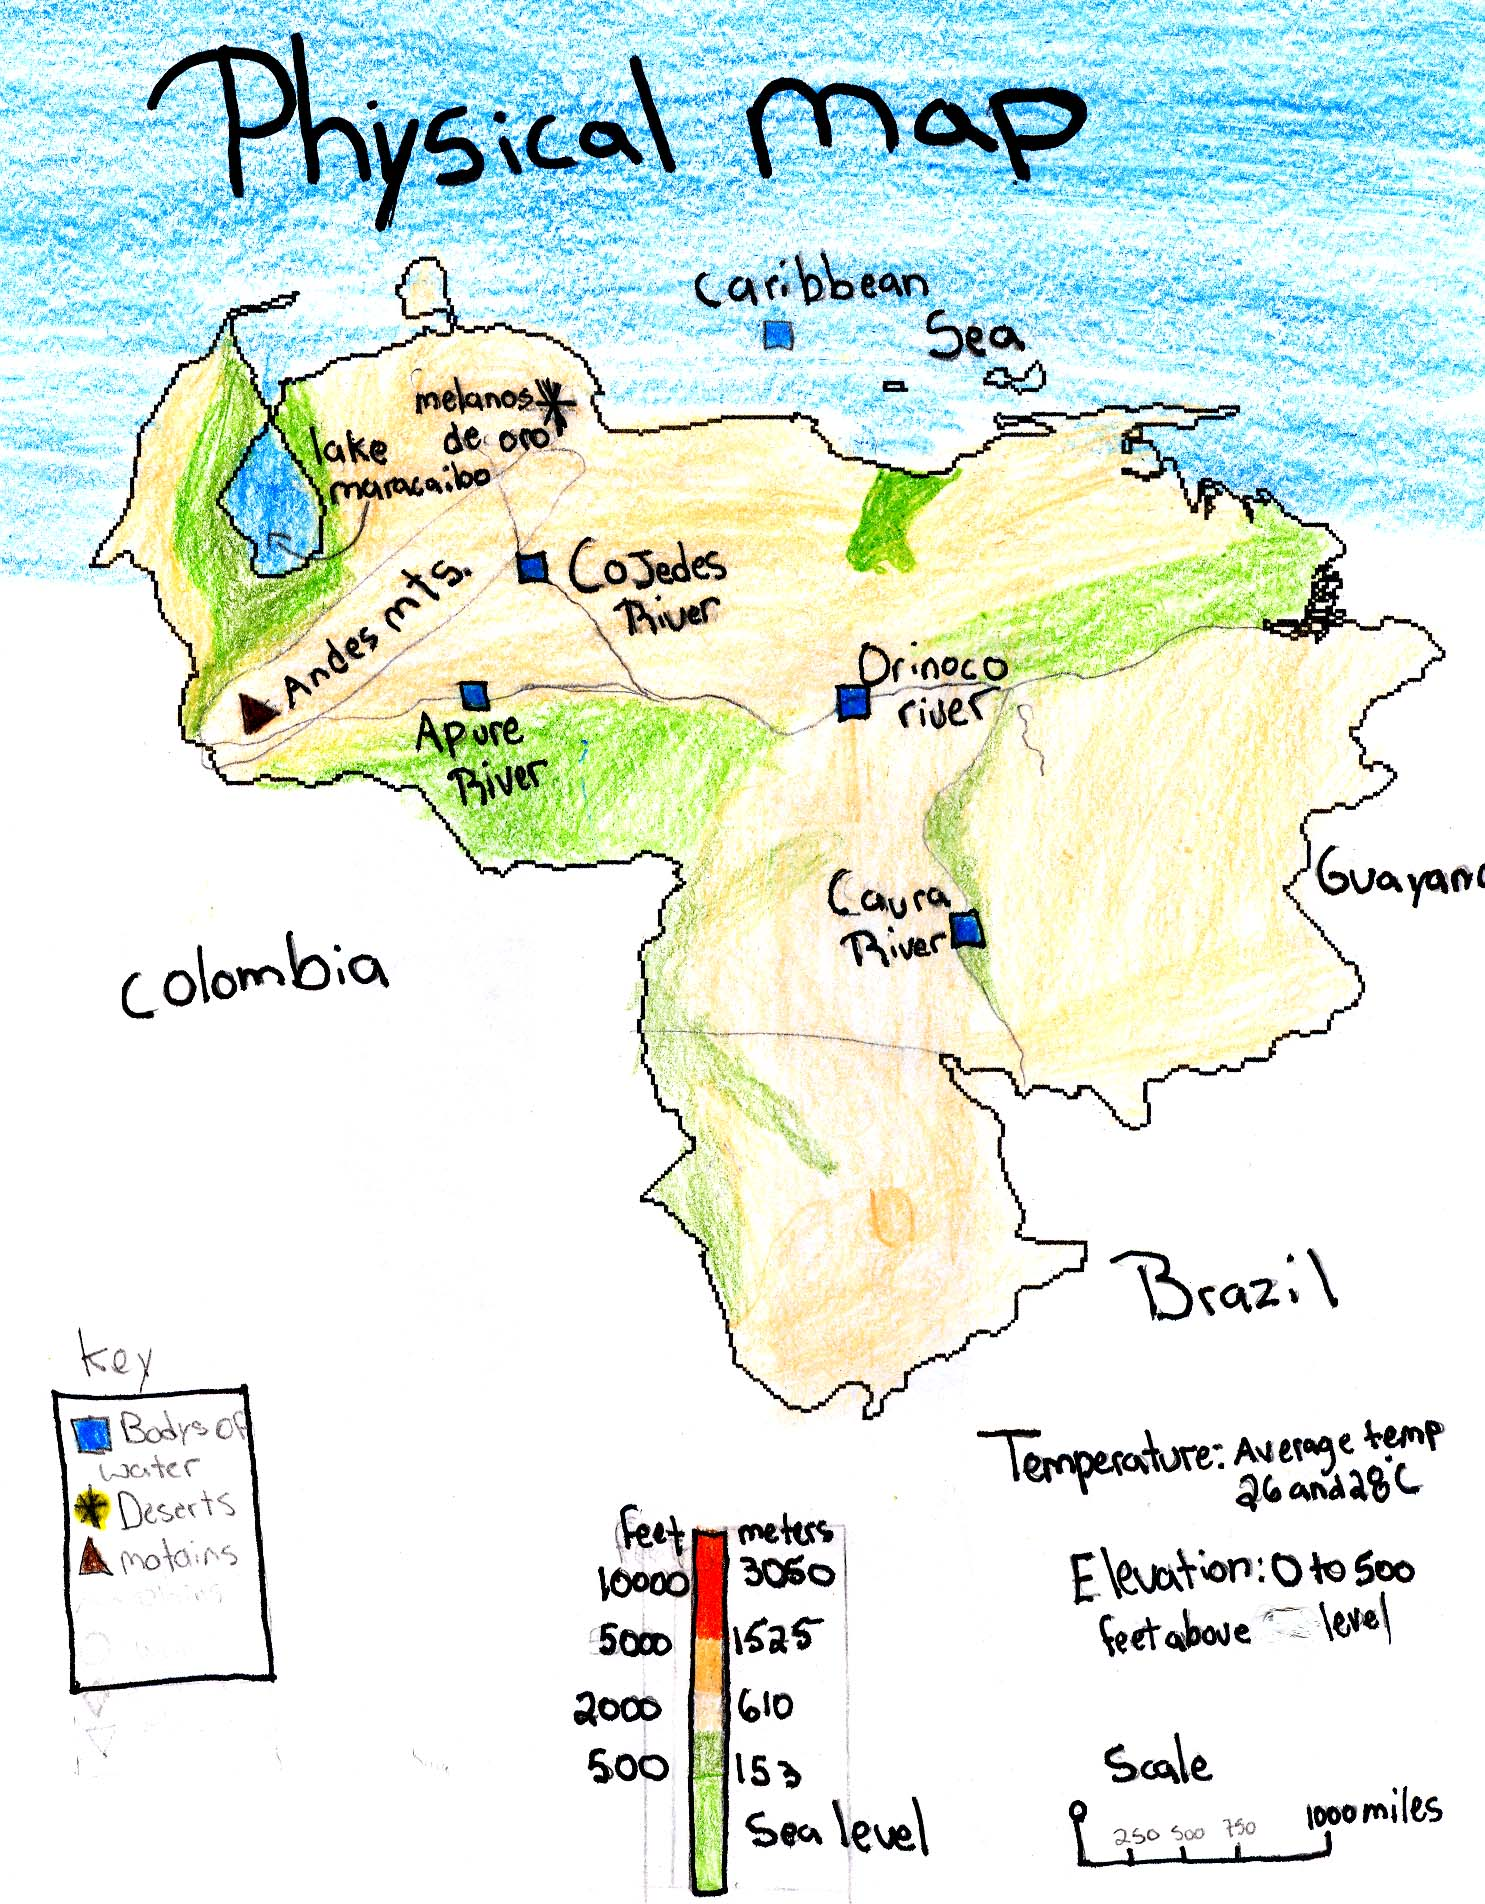 Physical map
Caribbean
Sea
melanos
de oro
lake
maracaibo
Andes mts.
Cojedes
River
Orinoco
river
Apure
River
Caura
River
Guayan
Colombia
Brazil
key
Bodys of
water
Deserts
motains
Temperature: Average temp
26 and 28°C
Elevation: 0 to 500
feet above level
feet meters
10000 3050
5000 1525
2000 610
500 153
Sea level
Scale
250 500 750 1000 miles